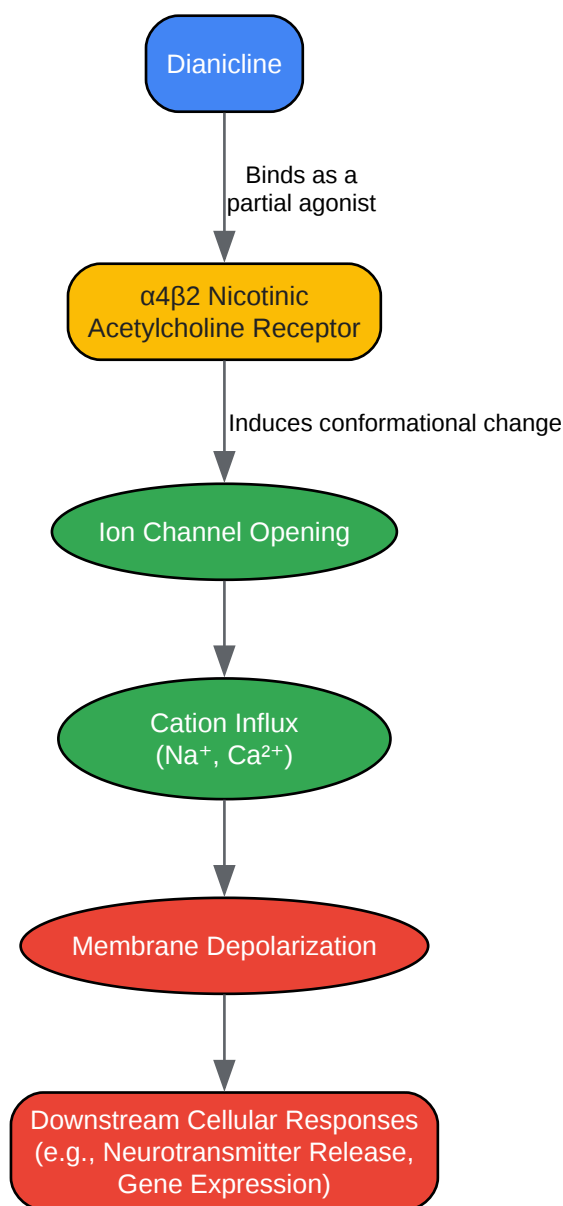 Dianicline
Binds as a
partial agonist
α4β2 Nicotinic
Acetylcholine Receptor
Induces conformational change
Ion Channel Opening
Cation Influx
(Na⁺, Ca²⁺)
Membrane Depolarization
Downstream Cellular Responses
(e.g., Neurotransmitter Release,
Gene Expression)